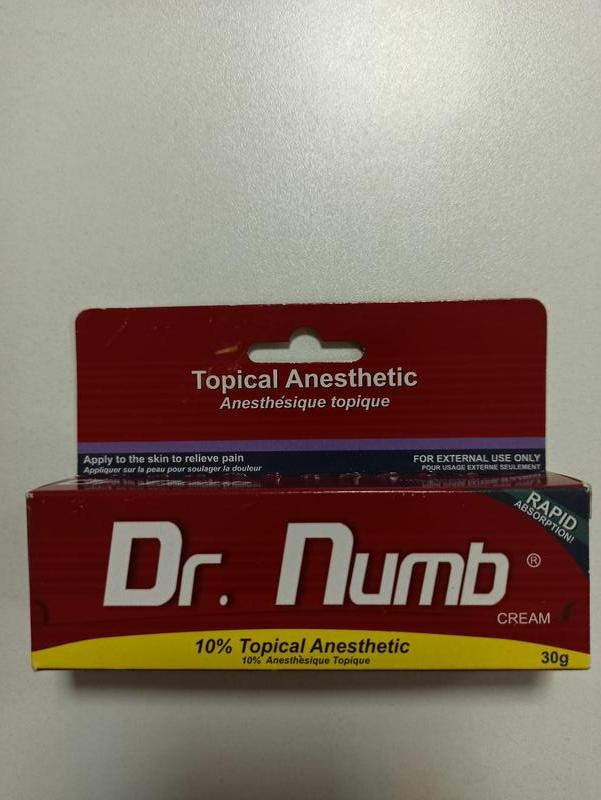 Topical Anesthetic
Anesthésique topique
Apply to the skin to relieve pain
Appliquer sur la peau pour soulager la douleur
FOR EXTERNAL USE ONLY
POUR USAGE EXTERNE SEULEMENT
RAPID
ABSORPTION!
Dr. Numb ®
CREAM
10% Topical Anesthetic
10% Anesthèsique Topique
30g